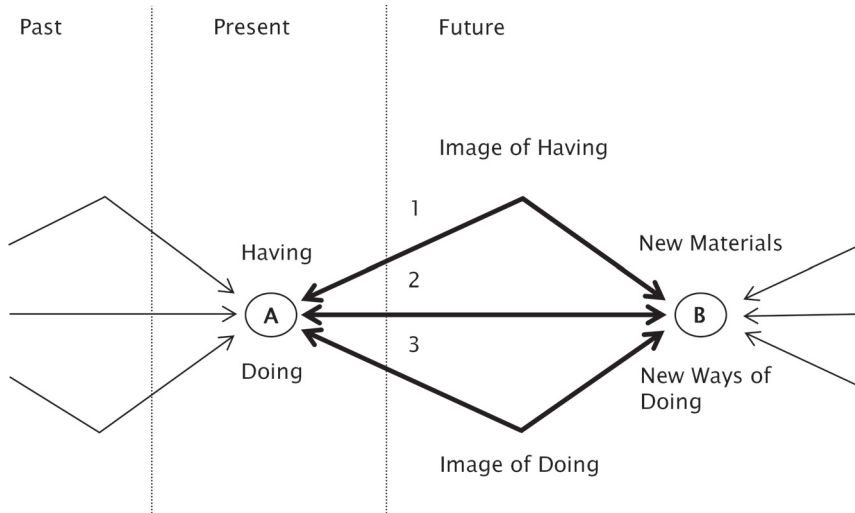 Past
Present
Future
Image of Having
1
Having
New Materials
2
A
B
3
Doing
New Ways of
Doing
Image of Doing